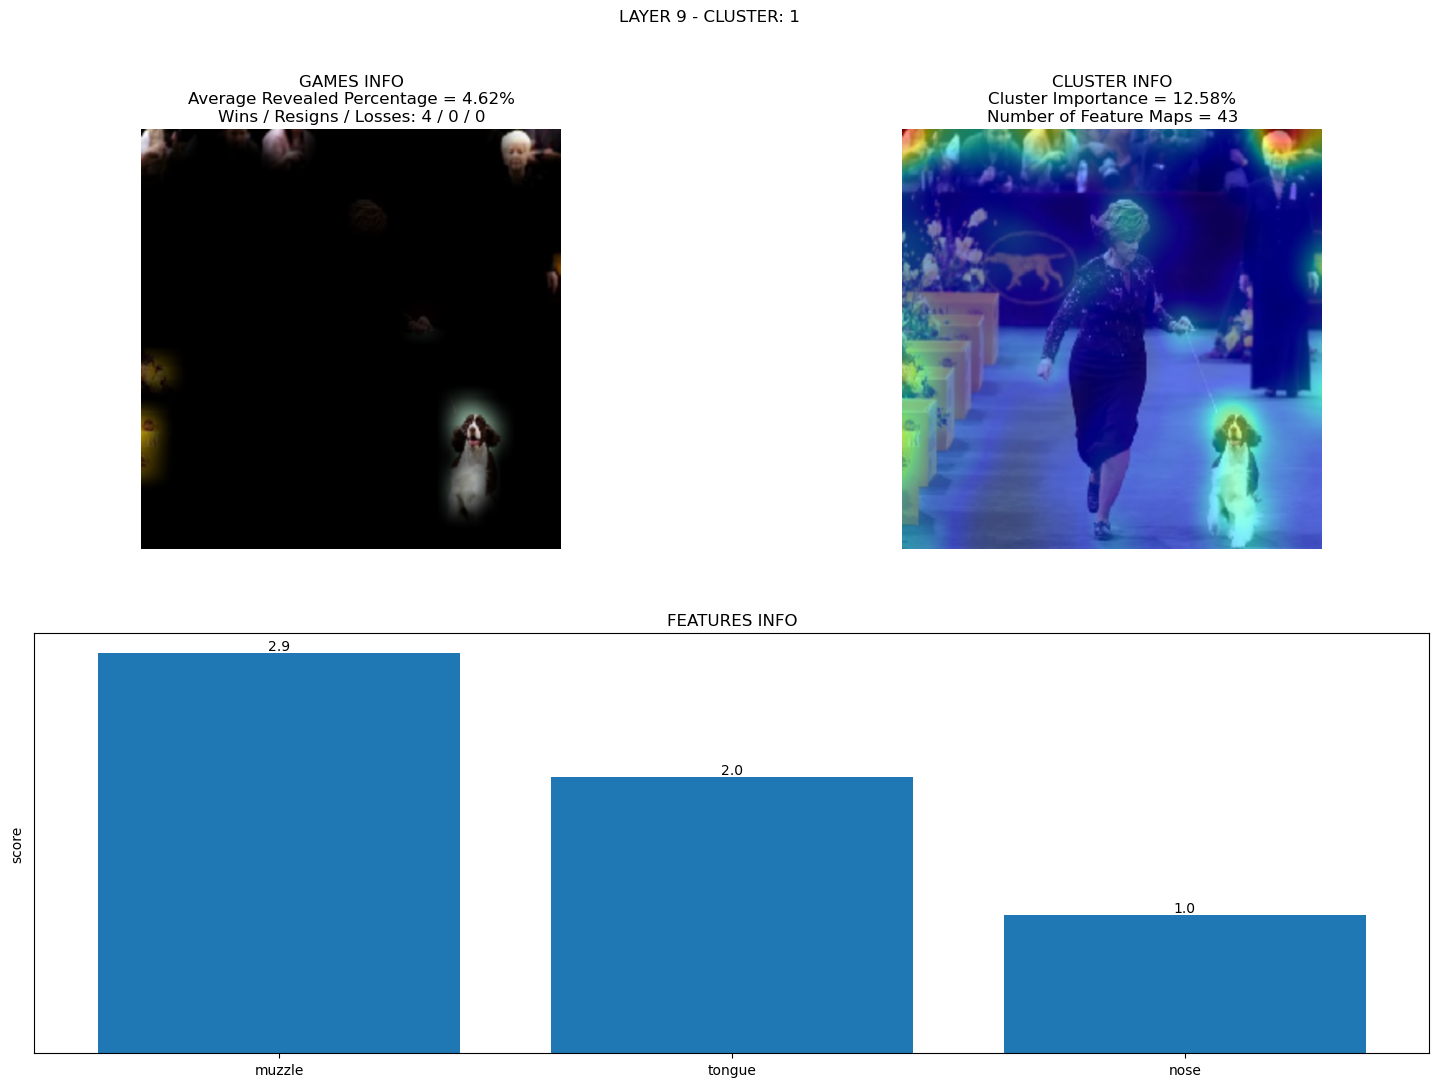 LAYER 9 - CLUSTER: 1
GAMES INFO
Average Revealed Percentage = 4.62%
Wins / Resigns / Losses: 4 / 0 / 0
CLUSTER INFO
Cluster Importance = 12.58%
Number of Feature Maps = 43
FEATURES INFO
score
2.9
2.0
1.0
muzzle
tongue
nose